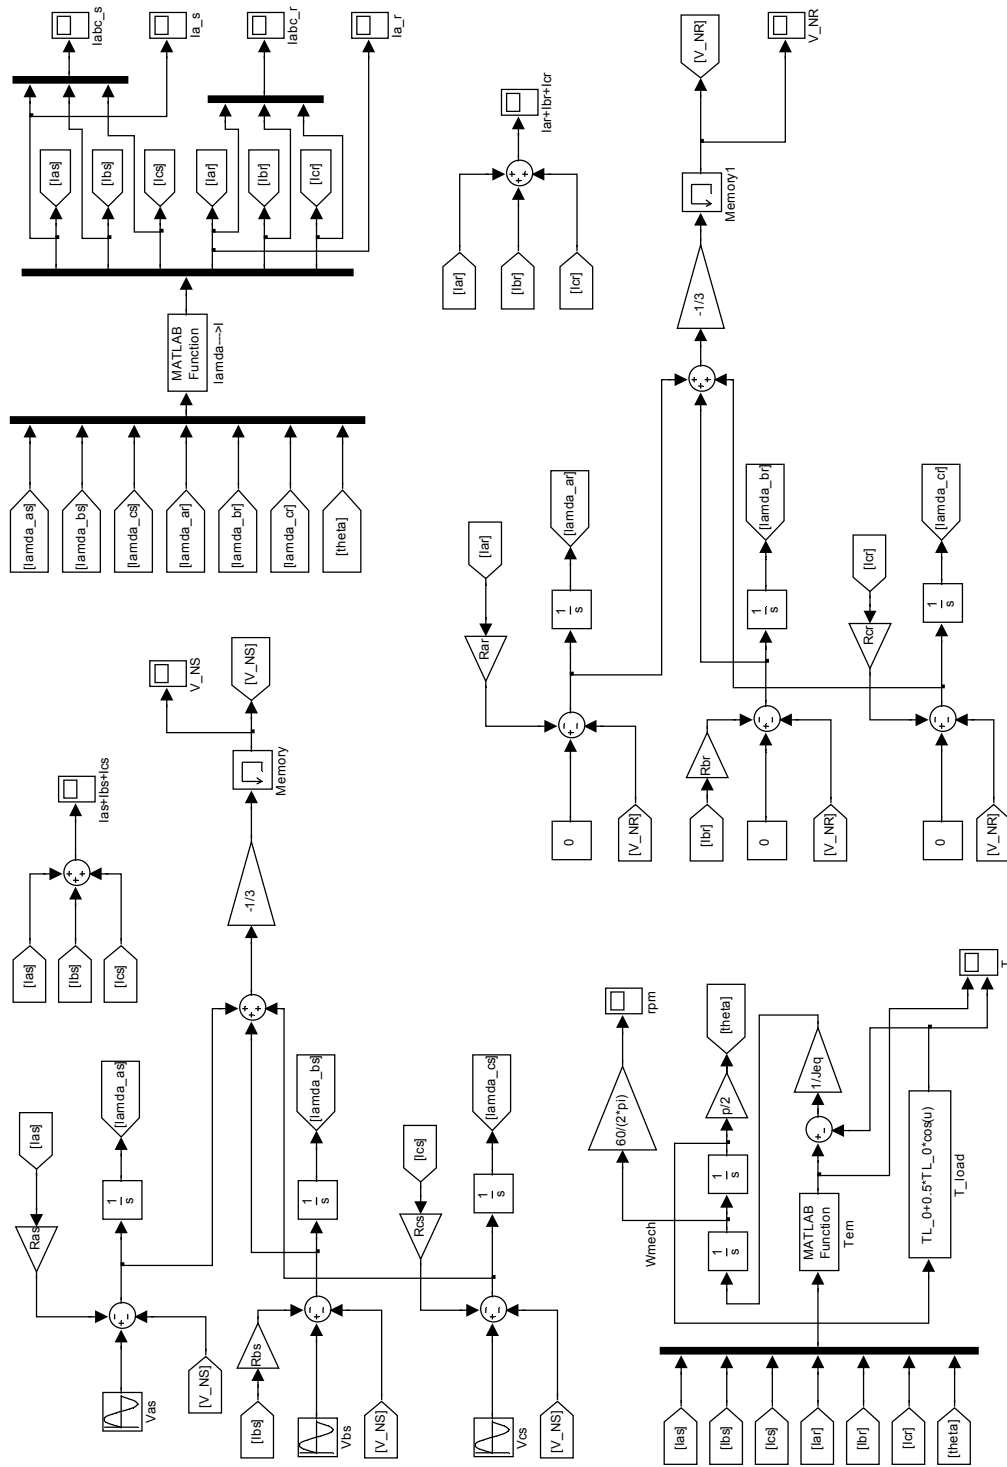 Vas
[V_NS]
[Ias]
Ras
- -
1
s
[lamda_as]
[Ibs]
Rbs
Vbs
[V_NS]
- -
1
s
[lamda_bs]
[Ics]
Rcs
Vcs
[V_NS]
- -
1
s
[lamda_cs]
+ + +
-1/3
Memory
V_NS
[V_NS]
[Ias]
[Ibs]
[Ics]
+ + +
Ias+Ibs+Ics
[lamda_as]
[lamda_bs]
[lamda_cs]
[lamda_ar]
[lamda_br]
[lamda_cr]
[theta]
MATLAB
Function
lamda--->I
[Ias]
[Ibs]
[Ics]
[Iar]
[Ibr]
[Icr]
Iabc_s
Ia_s
Iabc_r
Ia_r
[Ias]
[Ibs]
[Ics]
[Iar]
[Ibr]
[Icr]
[theta]
MATLAB
Function
Tem
+ -
1/Jeq
Wmech
1
s
1
s
p/2
[theta]
60/(2*pi)
rpm
TL_0+0.5*TL_0*cos(u)
T_load
T
0
[V_NR]
[Iar]
Rar
- -
1
s
[lamda_ar]
[Ibr]
Rbr
0
[V_NR]
- -
1
s
[lamda_br]
[Icr]
Rcr
0
[V_NR]
- -
1
s
[lamda_cr]
+ + +
-1/3
Memory1
[V_NR]
V_NR
[Iar]
[Ibr]
[Icr]
+ + +
Iar+Ibr+Icr